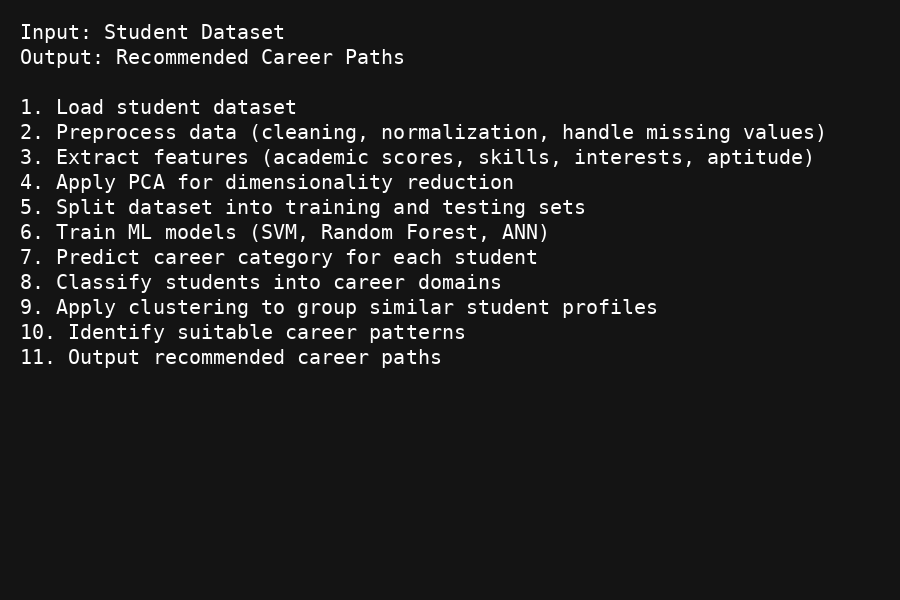 Input: Student Dataset
Output: Recommended Career Paths
1. Load student dataset
2. Preprocess data (cleaning, normalization, handle missing values)
3. Extract features (academic scores, skills, interests, aptitude)
4. Apply PCA for dimensionality reduction
5. Split dataset into training and testing sets
6. Train ML models (SVM, Random Forest, ANN)
7. Predict career category for each student
8. Classify students into career domains
9. Apply clustering to group similar student profiles
10. Identify suitable career patterns
11. Output recommended career paths